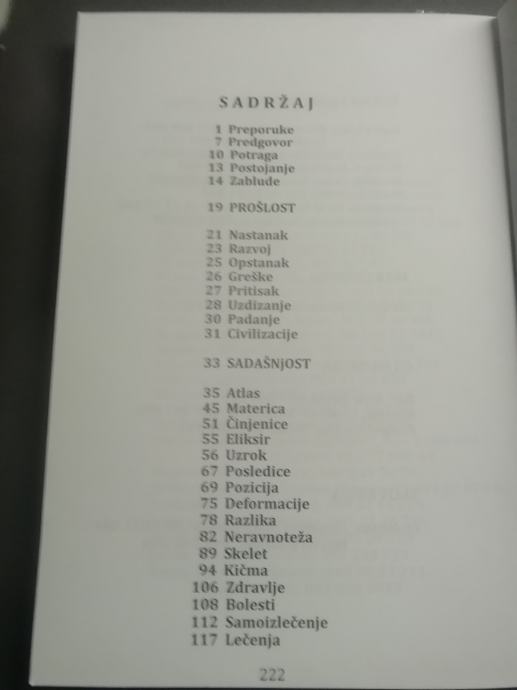 SADRŽAJ
1 Preporuke
7 Predgovor
10 Potraga
13 Postojanje
14 Zablude
19 PROŠLOST
21 Nastanak
23 Razvoj
25 Opstanak
26 Greške
27 Pritisak
28 Uzdizanje
30 Padanje
31 Civilizacije
33 SADAŠNjOST
35 Atlas
45 Materica
51 Činjenice
55 Eliksir
56 Uzrok
67 Posledice
69 Pozicija
75 Deformacije
78 Razlika
82 Neravnoteža
89 Skelet
94 Kičma
106 Zdravlje
108 Bolesti
112 Samoizlečenje
117 Lečenja
222